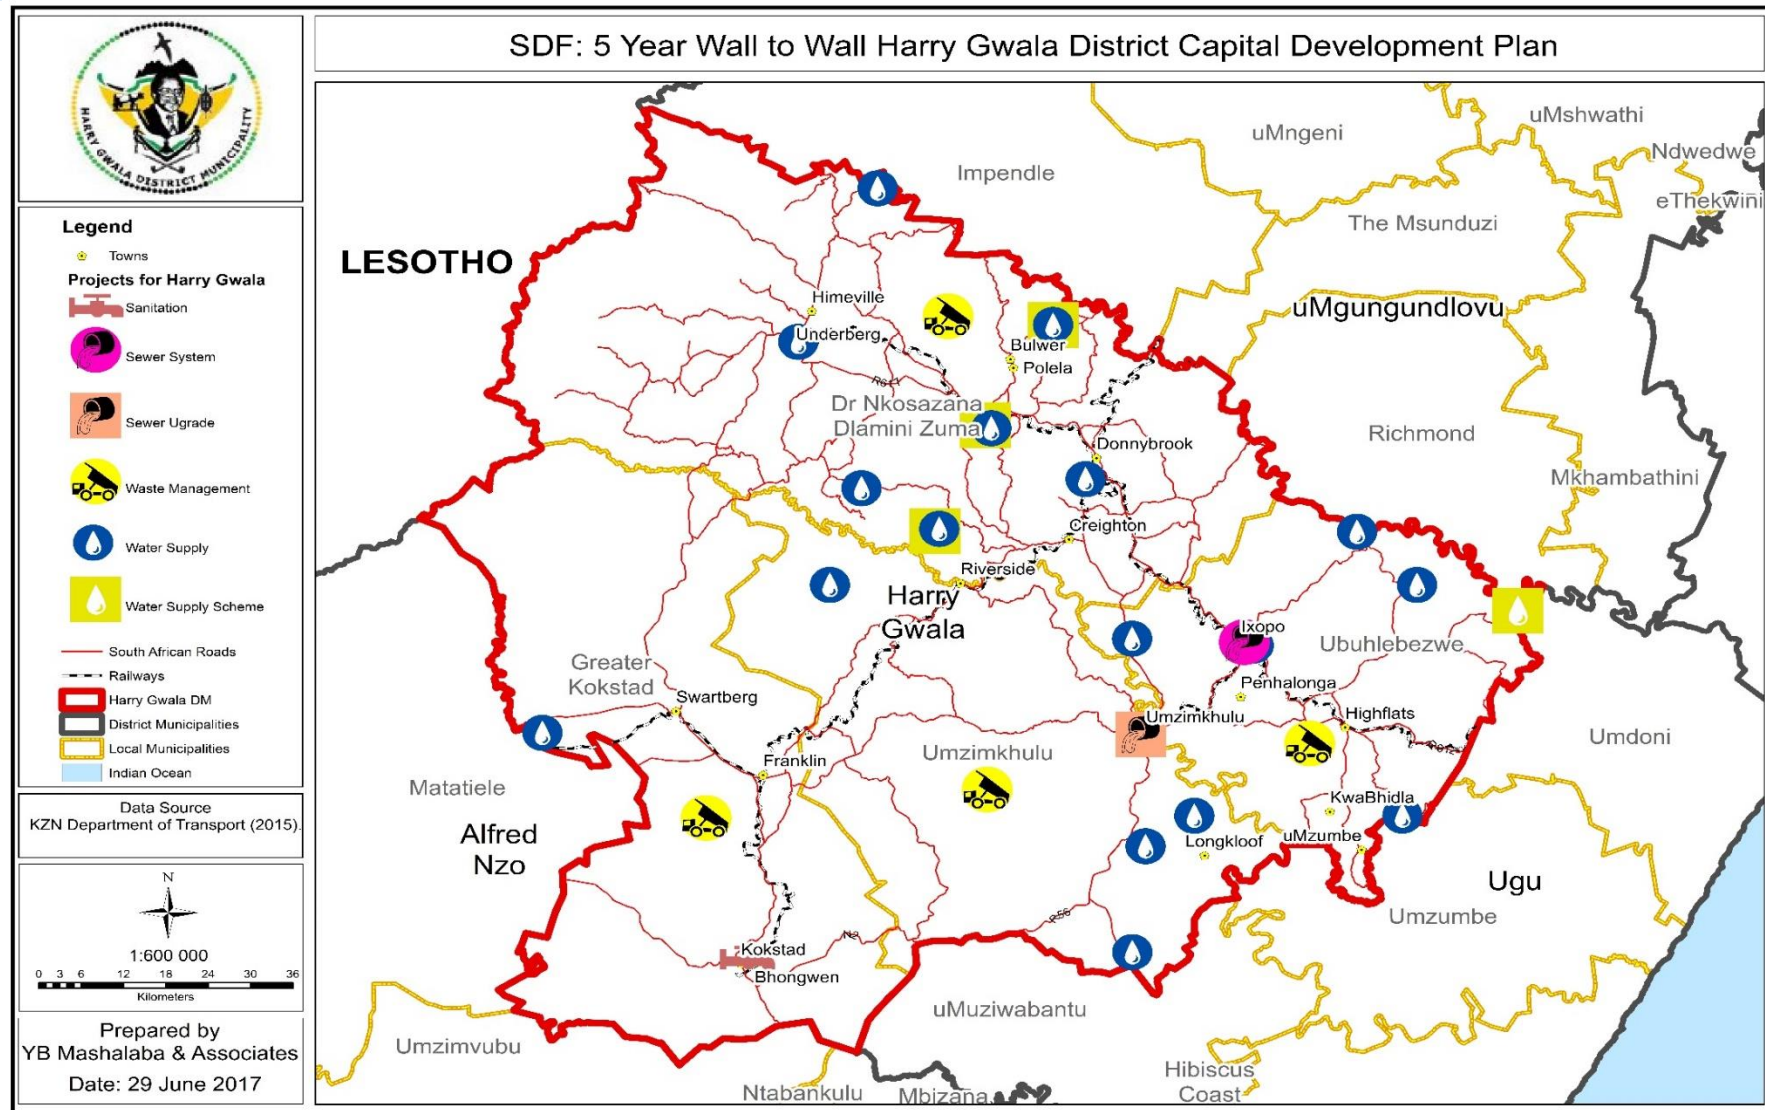 HARRY GWALA DISTRICT MUNICIPALITY
SDF: 5 Year Wall to Wall Harry Gwala District Capital Development Plan
Legend
Towns
Projects for Harry Gwala
Sanitation
Sewer System
Sewer Ugrade
Waste Management
Water Supply
Water Supply Scheme
South African Roads
Railways
Harry Gwala DM
District Municipalities
Local Municipalities
Indian Ocean
Data Source
KZN Department of Transport (2015).
N
1:600 000
0 3 6 12 18 24 30 36
Kilometers
Prepared by
YB Mashalaba & Associates
Date: 29 June 2017
uMshwathi
uMngeni
Ndwedwe
Impendle
eThekwini
The Msunduzi
LESOTHO
Himeville
uMgungundlovu
Underberg
Bulwer
Polela
R617
Dr Nkosazana
Dlamini Zuma
Richmond
Donnybrook
Mkhambathini
Creighton
Riverside
Harry
Gwala
Ixopo
Ubuhlebezwe
Greater
Kokstad
Penhalonga
Swartberg
Umzimkhulu
Highflats
R612
Umdoni
Umzimkhulu
Franklin
Matatiele
KwaBhidla
Alfred
Nzo
uMzumbe
Longkloof
Ugu
R56
Umzumbe
N2
Kokstad
Bhongwen
uMuziwabantu
Umzimvubu
Hibiscus
Coast
Ntabankulu
Mbizana